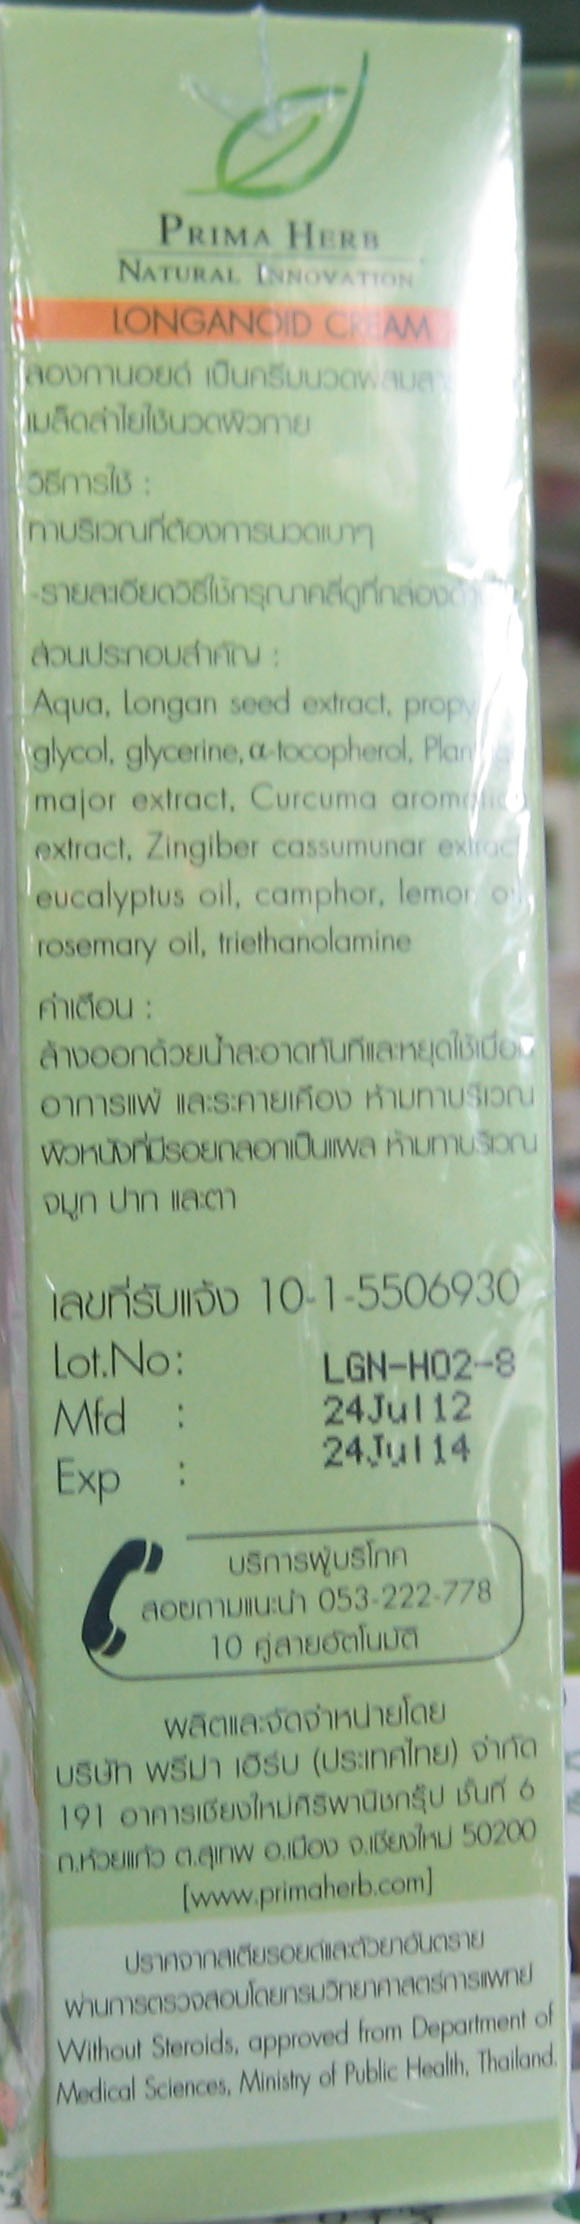 PRIMA HERB
NATURAL INNOVATION
LONGANOID CREAM
ลองกานอยด์ เป็นครีมนวดผสมสาร
เมล็ดลำไยใช้นวดผิวกาย
วิธีการใช้ :
ทาบริเวณที่ต้องการนวดเบาๆ
-รายละเอียดวิธีใช้กรุณาคลี่ดูที่กล่องด้านใน
ส่วนประกอบสำคัญ :
Aqua, Longan seed extract,
glycol, glycerine, α-tocopherol,
major extract, Curcuma aromatica
extract, Zingiber cassumunar extract
eucalyptus oil, camphor, lemon oil,
rosemary oil, triethanolamine
คำเตือน :
ล้างออกด้วยน้ำสะอาดทันทีและหยุดใช้เมื่อมี
อาการแพ้ และระคายเคือง ห้ามทาบริเวณ
ผิวหนังที่มีรอยถลอกเป็นแผล ห้ามทาบริเวณ
จมูก ปาก และตา
เลขที่รับแจ้ง 10-1-5506930
Lot.No: LGN-H02-8
Mfd : 24Jul12
Exp : 24Jul14
บริการผู้บริโภค
สอบถามแนะนำ 053-222-778
10 คู่สายอัตโนมัติ
ผลิตและจัดจำหน่ายโดย
บริษัท พรีม่า เฮิร์บ (ประเทศไทย) จำกัด
191 อาคารเชียงใหม่ศิริพานิชกรุ๊ป ชั้นที่ 6
ถ.ห้วยแก้ว ต.สุเทพ อ.เมือง จ.เชียงใหม่ 50200
[www.primaherb.com]
ปราศจากสเตียรอยด์และตัวยาอันตราย
ผ่านการตรวจสอบโดยกรมวิทยาศาสตร์การแพทย์
Without Steroids, approved from Department of
Medical Sciences, Ministry of Public Health, Thailand.